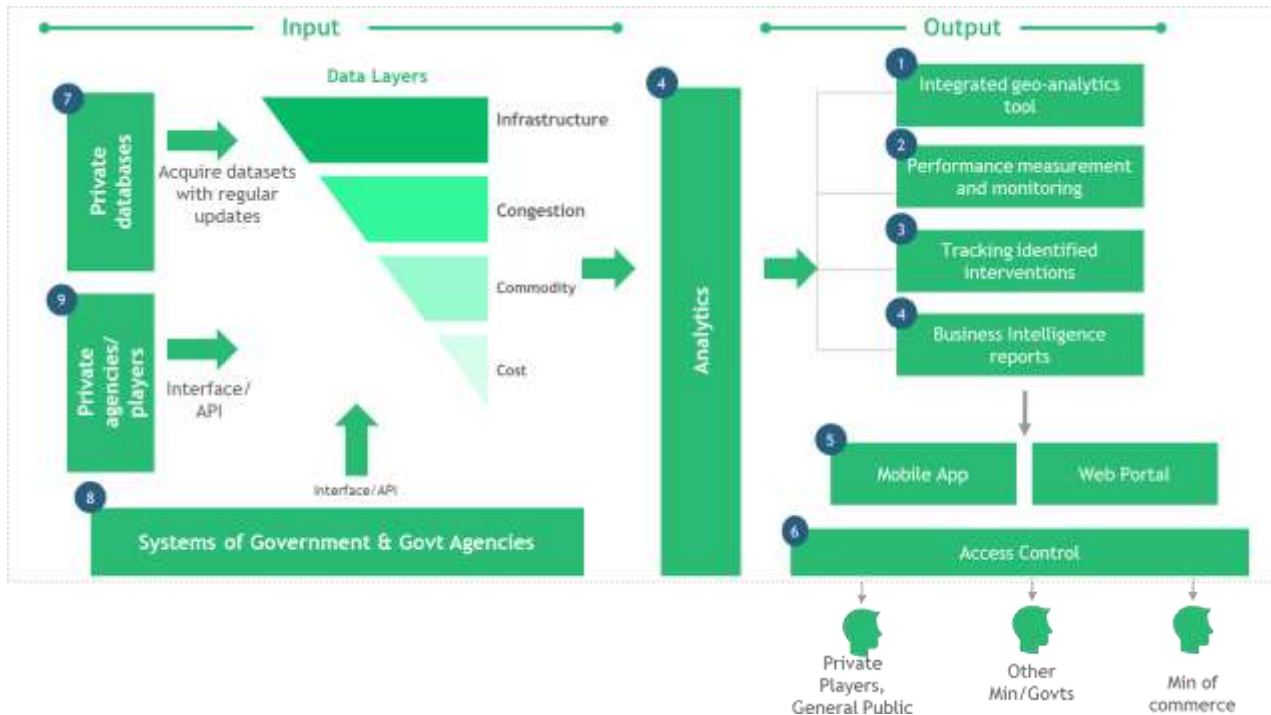 Input
Output
Data Layers
7
Private
databases
Acquire datasets
with regular
updates
Infrastructure
Congestion
Commodity
Cost
9
Private
agencies/
players
Interface/
API
Interface/API
8
Systems of Government & Govt Agencies
4
Analytics
1
Integrated geo-analytics
tool
2
Performance measurement
and monitoring
3
Tracking identified
interventions
4
Business Intelligence
reports
5
Mobile App
Web Portal
6
Access Control
Private
Players,
General Public
Other
Min/Govts
Min of
commerce